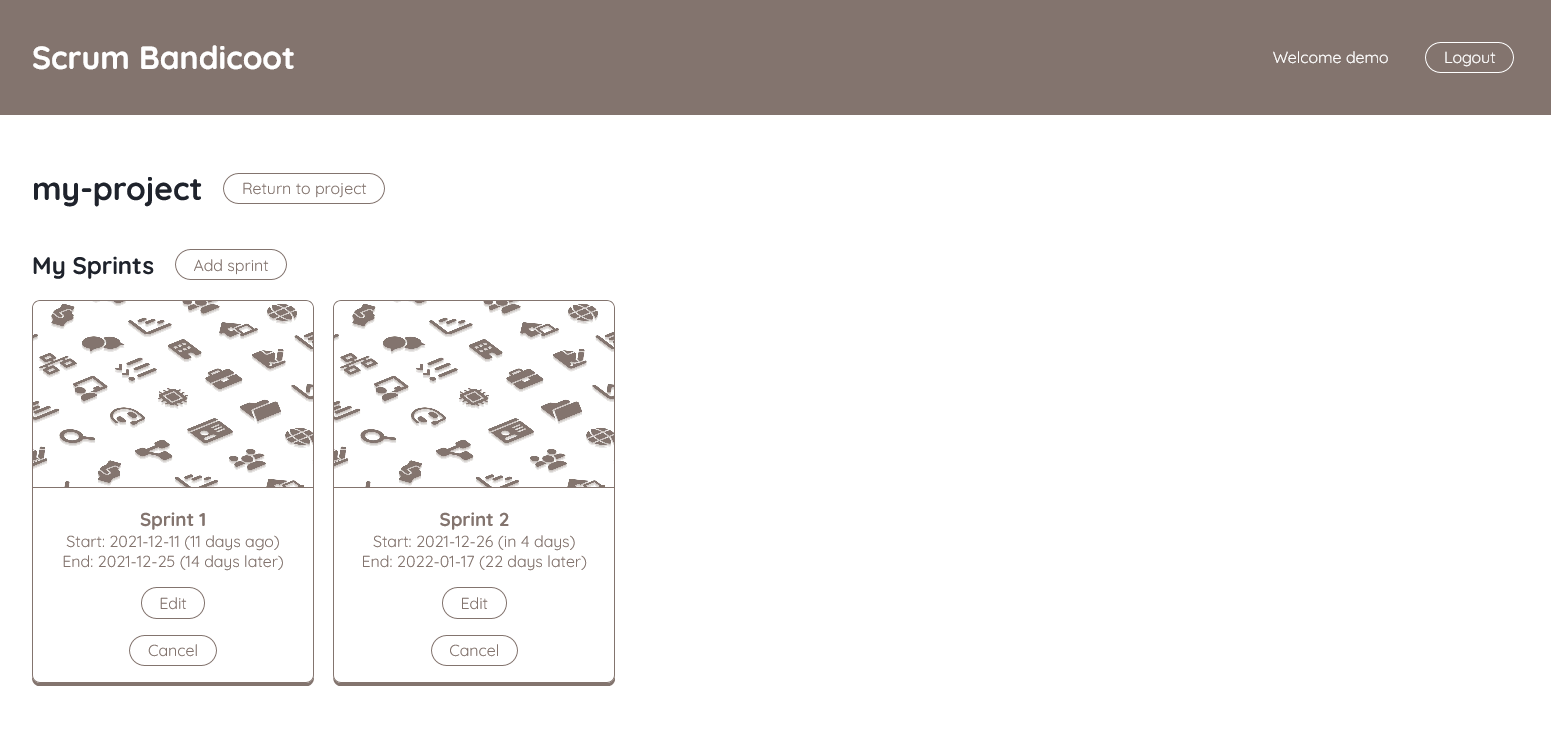 Scrum Bandicoot
Welcome demo
Logout
my-project
Return to project
My Sprints
Add sprint
Sprint 1
Start: 2021-12-11 (11 days ago)
End: 2021-12-25 (14 days later)
Edit
Cancel
Sprint 2
Start: 2021-12-26 (in 4 days)
End: 2022-01-17 (22 days later)
Edit
Cancel